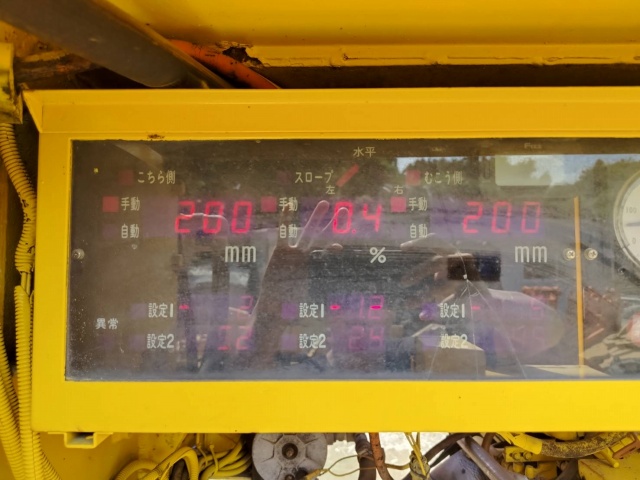 水平
こちら側 スロープ むこう側
左 右
手動 200 手動 0.4 手動 200
自動 自動 自動
mm % mm
設定1 設定1 設定1
異常
設定2 設定2 設定2